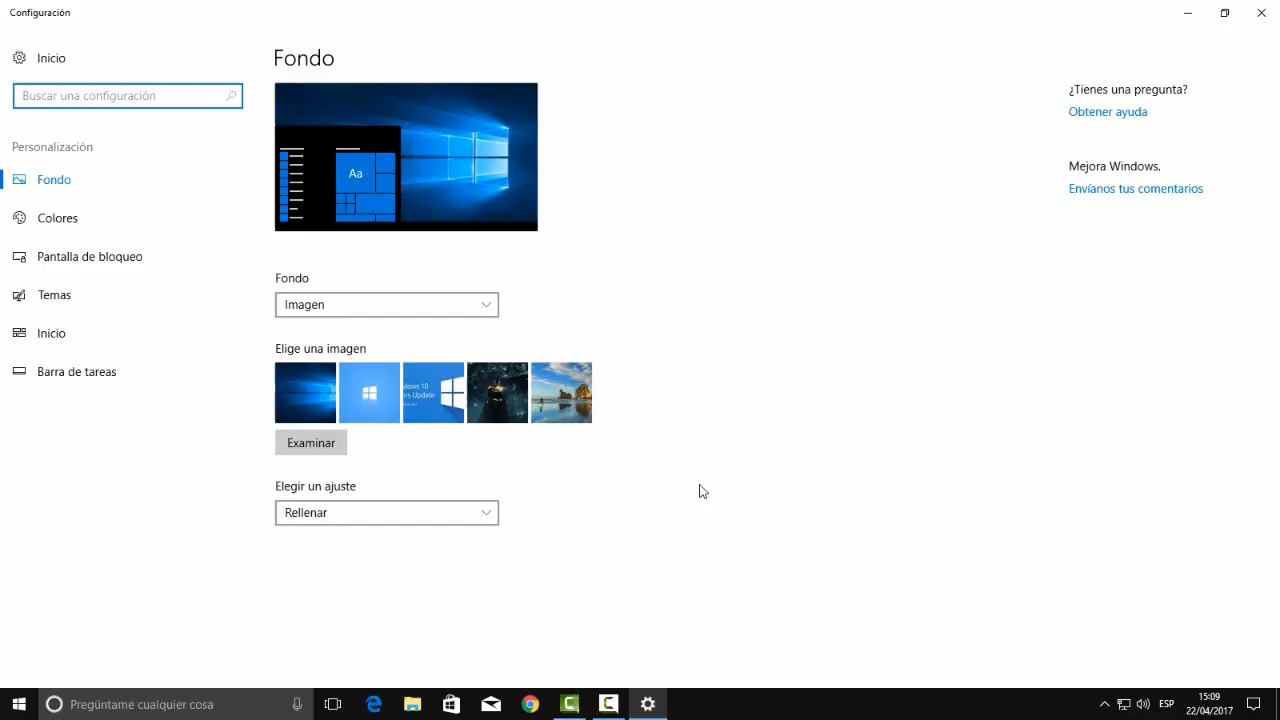 Configuración
Inicio
Buscar una configuración
Personalización
Fondo
Colores
Pantalla de bloqueo
Temas
Inicio
Barra de tareas
Fondo
Aa
Fondo
Imagen
Elige una imagen
Examinar
Elegir un ajuste
Rellenar
¿Tienes una pregunta?
Obtener ayuda
Mejora Windows.
Envíanos tus comentarios
Pregúntame cualquier cosa
ESP
15:09
22/04/2017